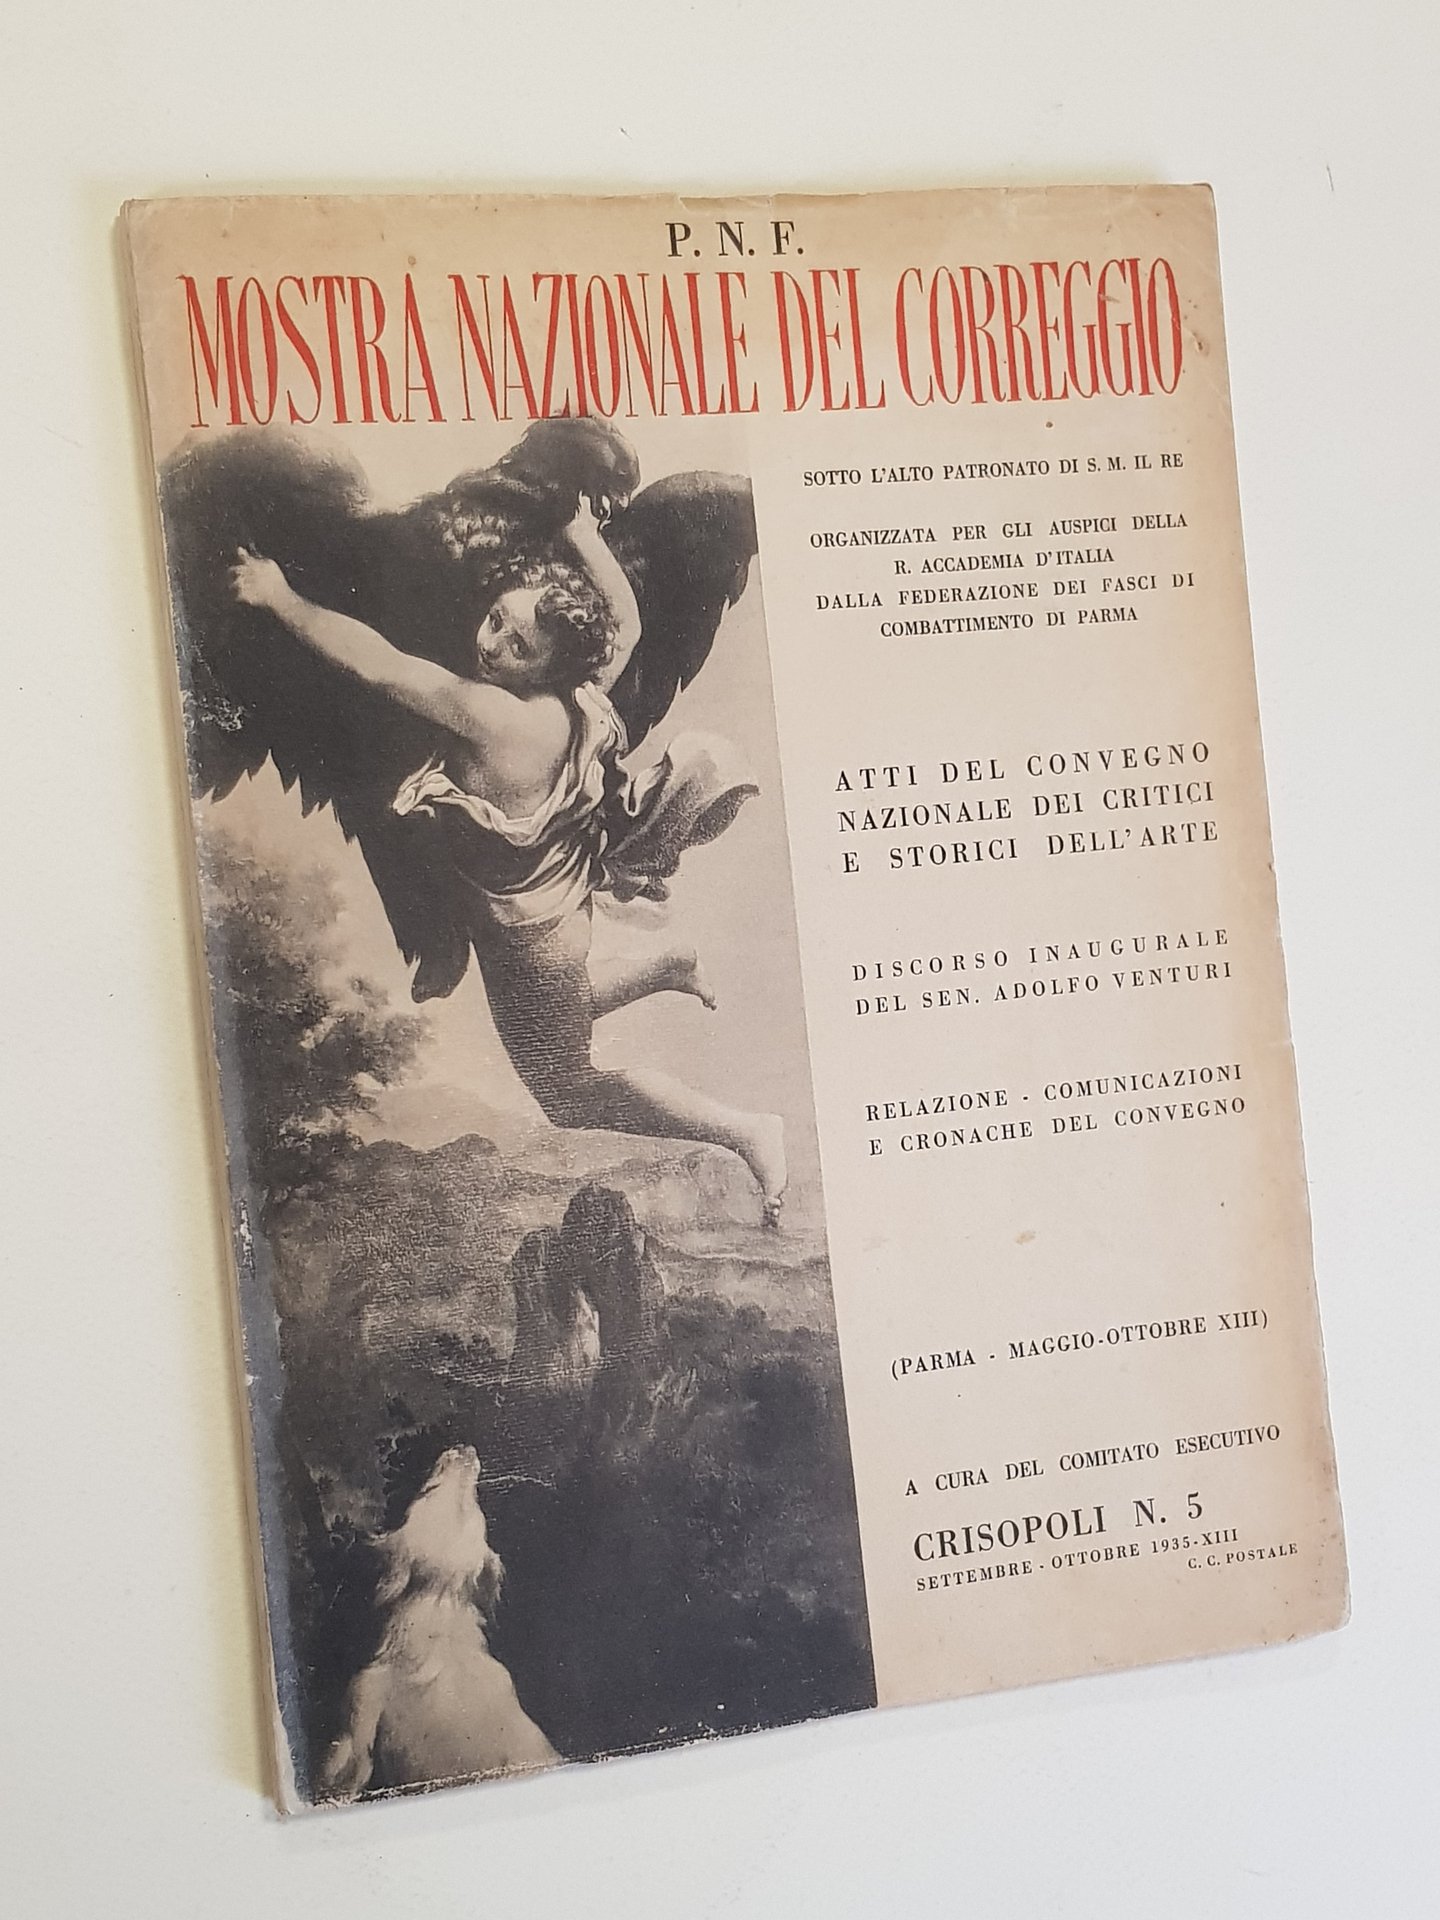 P. N. F.
MOSTRA NAZIONALE DEL CORREGGIO
SOTTO L'ALTO PATRONATO DI S. M. IL RE
ORGANIZZATA PER GLI AUSPICI DELLA
R. ACCADEMIA D'ITALIA
DALLA FEDERAZIONE DEI FASCI DI
COMBATTIMENTO DI PARMA
ATTI DEL CONVEGNO
NAZIONALE DEI CRITICI
E STORICI DELL'ARTE
DISCORSO INAUGURALE
DEL SEN. ADOLFO VENTURI
RELAZIONE - COMUNICAZIONI
E CRONACHE DEL CONVEGNO
(PARMA - MAGGIO-OTTOBRE XIII)
A CURA DEL COMITATO ESECUTIVO
CRISOPOLI N. 5
SETTEMBRE - OTTOBRE 1935-XIII
C. C. POSTALE